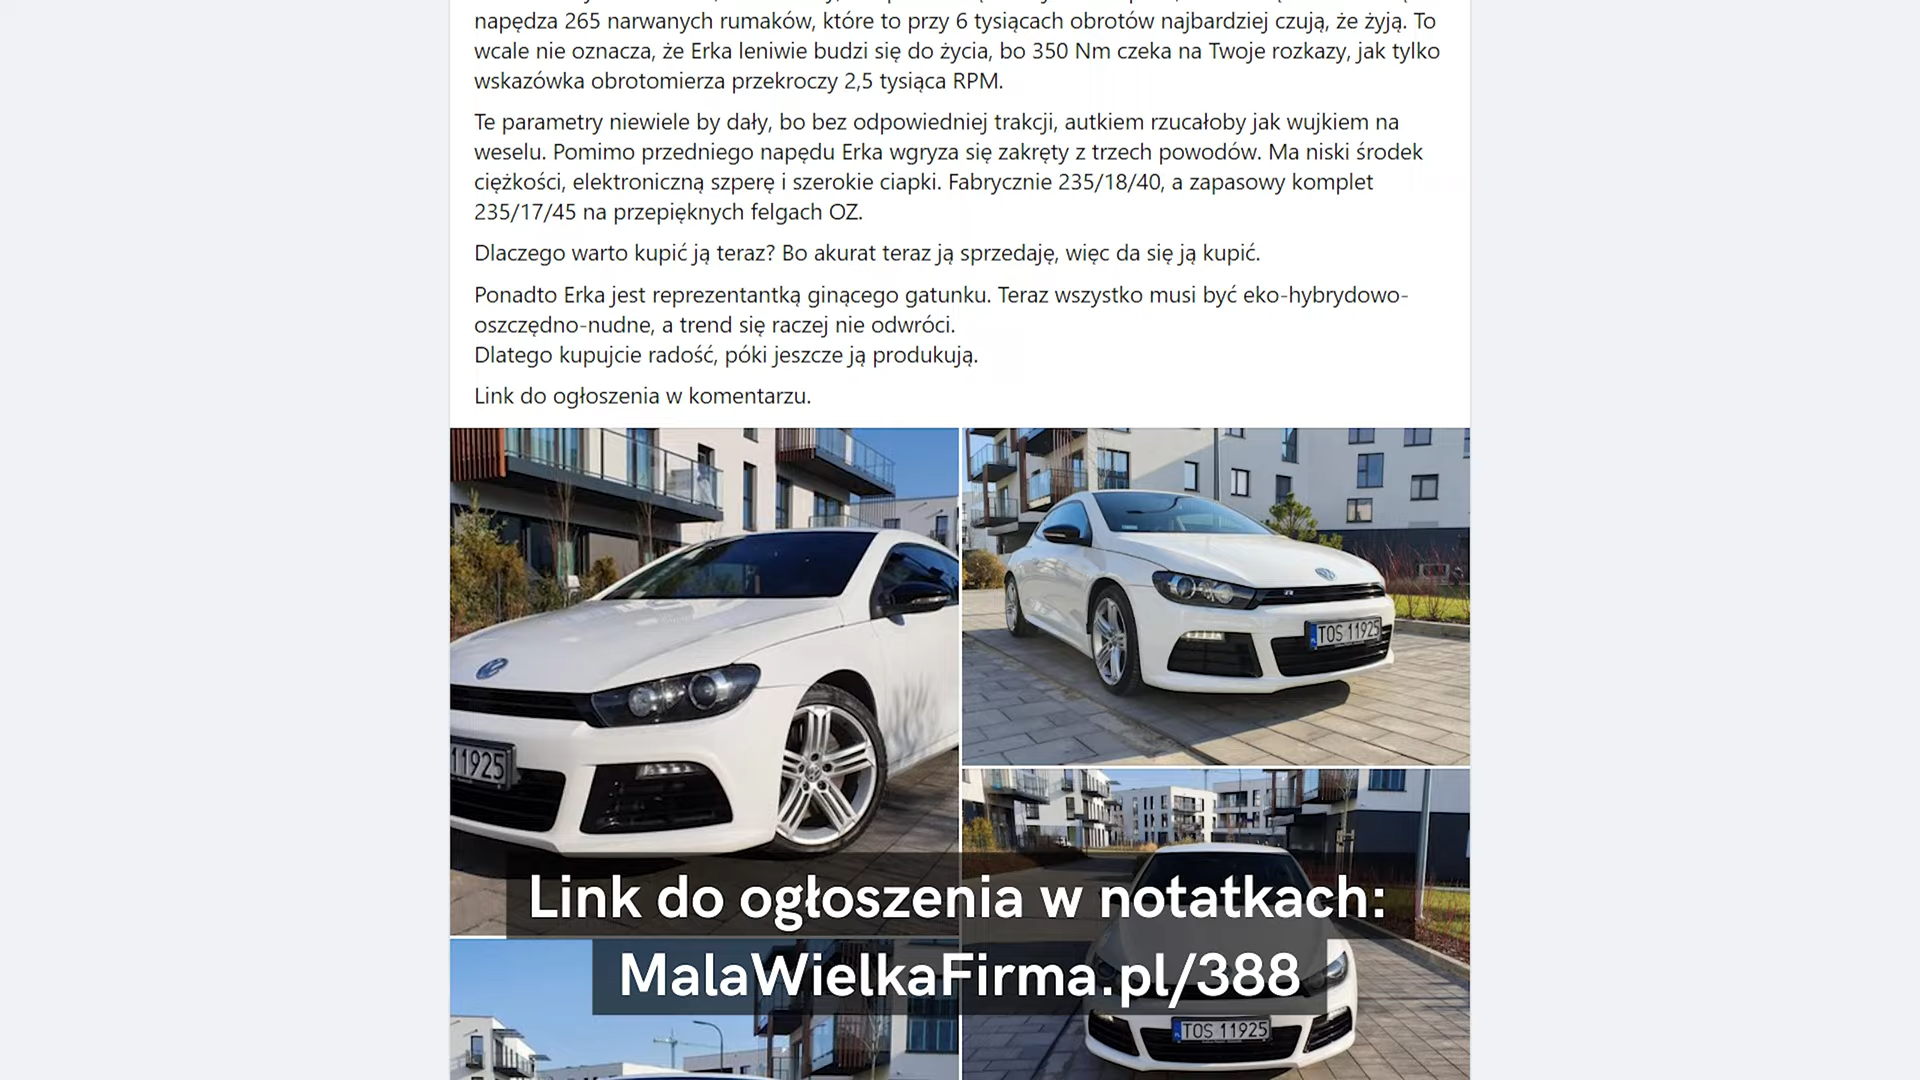 napędza 265 narwanych rumaków, które to przy 6 tysiącach obrotów najbardziej czują, że żyją. To
wcale nie oznacza, że Erka leniwie budzi się do życia, bo 350 Nm czeka na Twoje rozkazy, jak tylko
wskazówka obrotomierza przekroczy 2,5 tysiąca RPM.
Te parametry niewiele by dały, bo bez odpowiedniej trakcji, autkiem rzucałoby jak wujkiem na
weselu. Pomimo przedniego napędu Erka wgryza się zakręty z trzech powodów. Ma niski środek
ciężkości, elektroniczną szperę i szerokie ciapki. Fabrycznie 235/18/40, a zapasowy komplet
235/17/45 na przepięknych felgach OZ.
Dlaczego warto kupić ją teraz? Bo akurat teraz ją sprzedaję, więc da się ją kupić.
Ponadto Erka jest reprezentantką ginącego gatunku. Teraz wszystko musi być eko-hybrydowo-
oszczędno-nudne, a trend się raczej nie odwróci.
Dlatego kupujcie radość, póki jeszcze ją produkują.
Link do ogłoszenia w komentarzu.
TOS 11925
11925
Link do ogłoszenia w notatkach:
MalaWielkaFirma.pl/388
TOS 11925